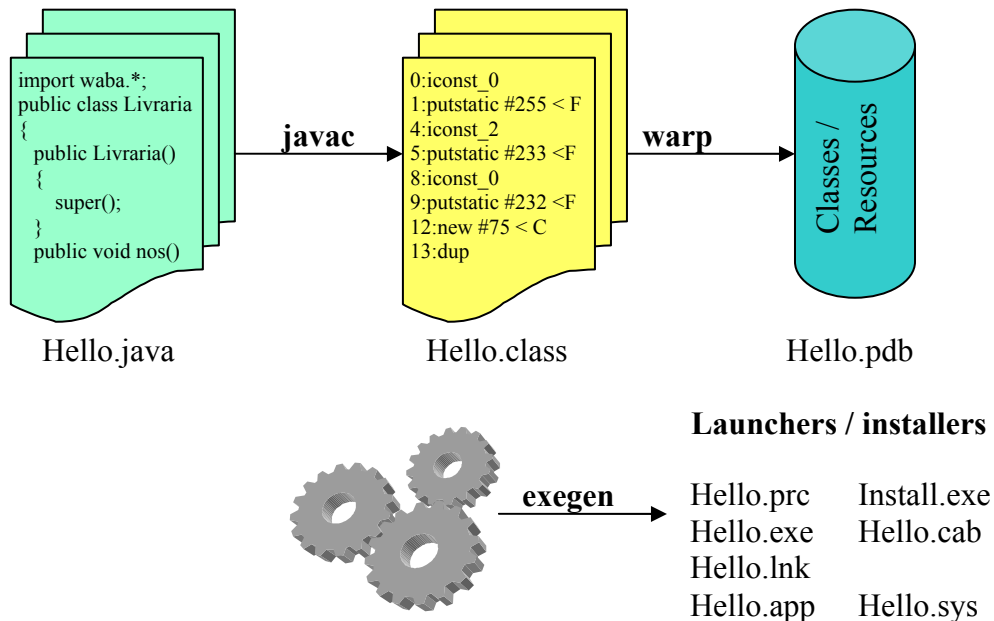 import waba.*;
public class Livraria
{
public Livraria()
{
super();
}
public void nos()
javac
0:iconst_0
1:putstatic #255 < F
4:iconst_2
5:putstatic #233 <F
8:iconst_0
9:putstatic #232 <F
12:new #75 < C
13:dup
warp
Classes /
Resources
Hello.java
Hello.class
Hello.pdb
exegen
Launchers / installers
Hello.prc Install.exe
Hello.exe Hello.cab
Hello.lnk
Hello.app Hello.sys